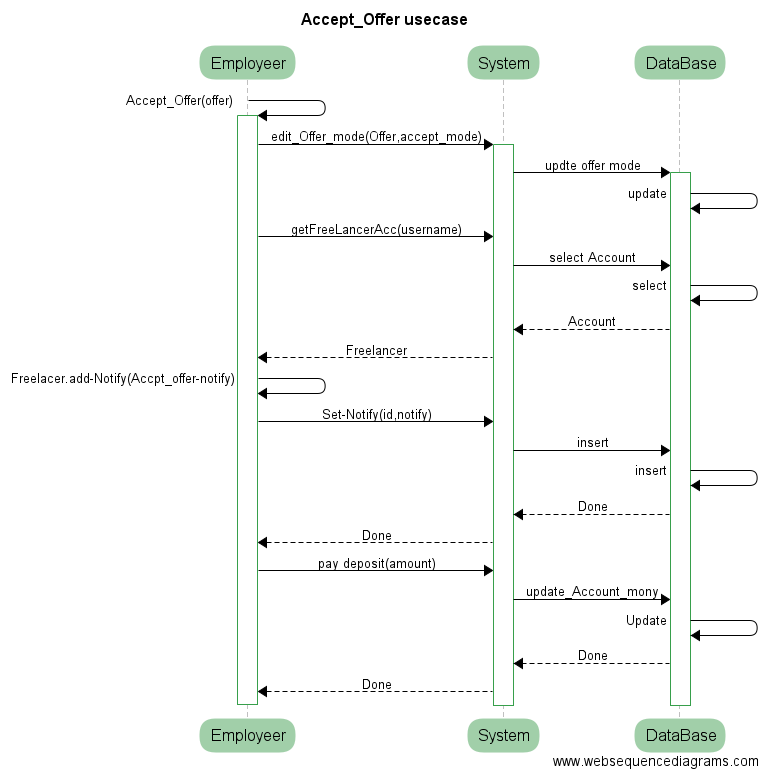 Accept_Offer usecase
Employeer
System
DataBase
Accept_Offer(offer)
edit_Offer_mode(Offer,accept_mode)
updte offer mode
update
getFreeLancerAcc(username)
select Account
select
Account
Freelancer
Freelacer.add-Notify(Accpt_offer-notify)
Set-Notify(id,notify)
insert
insert
Done
Done
pay deposit(amount)
update_Account_mony
Update
Done
Done
Employeer
System
DataBase
www.websequencediagrams.com